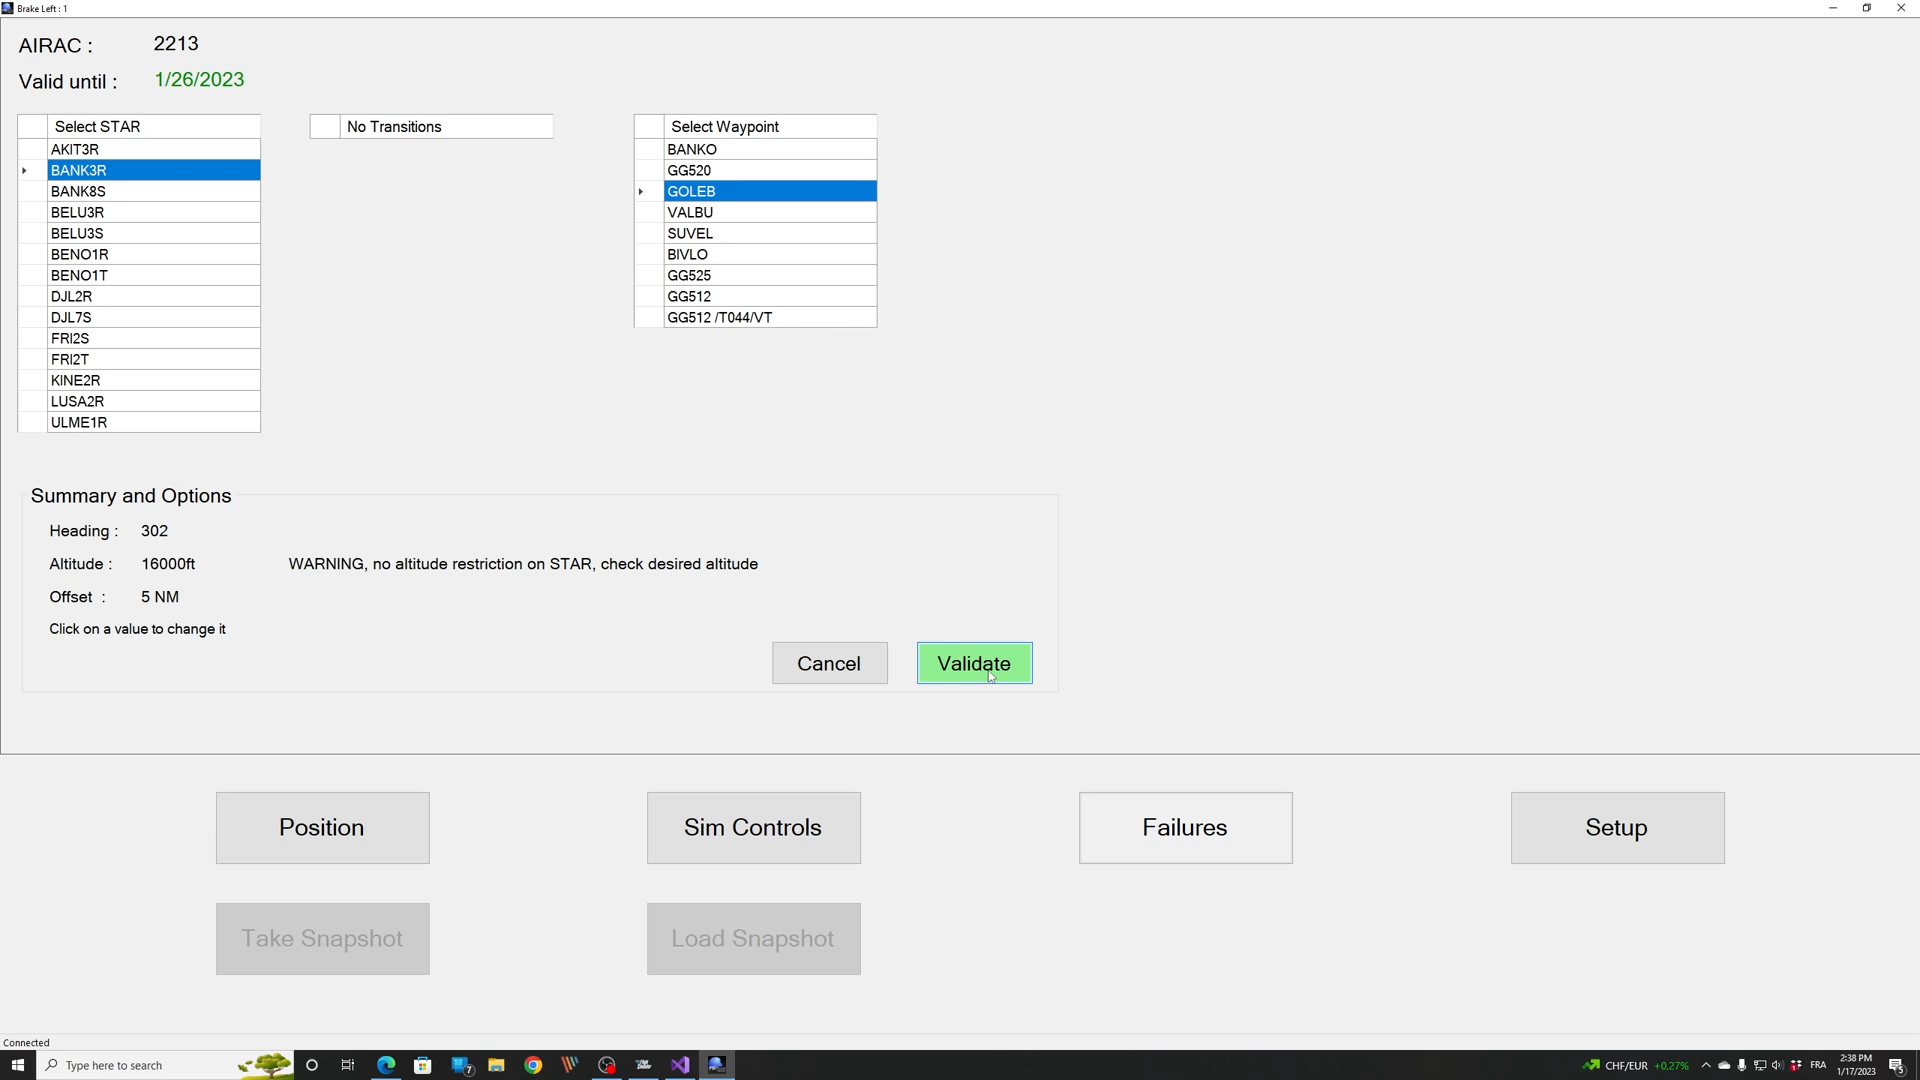 Brake Left : 1
AIRAC :
2213
Valid until :
1/26/2023
Select STAR
AKIT3R
BANK3R
BANK8S
BELU3R
BELU3S
BENO1R
BENO1T
DJL2R
DJL7S
FRI2S
FRI2T
KINE2R
LUSA2R
ULME1R
No Transitions
Select Waypoint
BANKO
GG520
GOLEB
VALBU
SUVEL
BIVLO
GG525
GG512
GG512 /T044/VT
Summary and Options
Heading : 302
Altitude : 16000ft WARNING, no altitude restriction on STAR, check desired altitude
Offset : 5 NM
Click on a value to change it
Cancel
Validate
Position
Sim Controls
Failures
Setup
Take Snapshot
Load Snapshot
Connected
Type here to search
7
CHF/EUR +0,27%
FRA
2:38 PM
1/17/2023
5